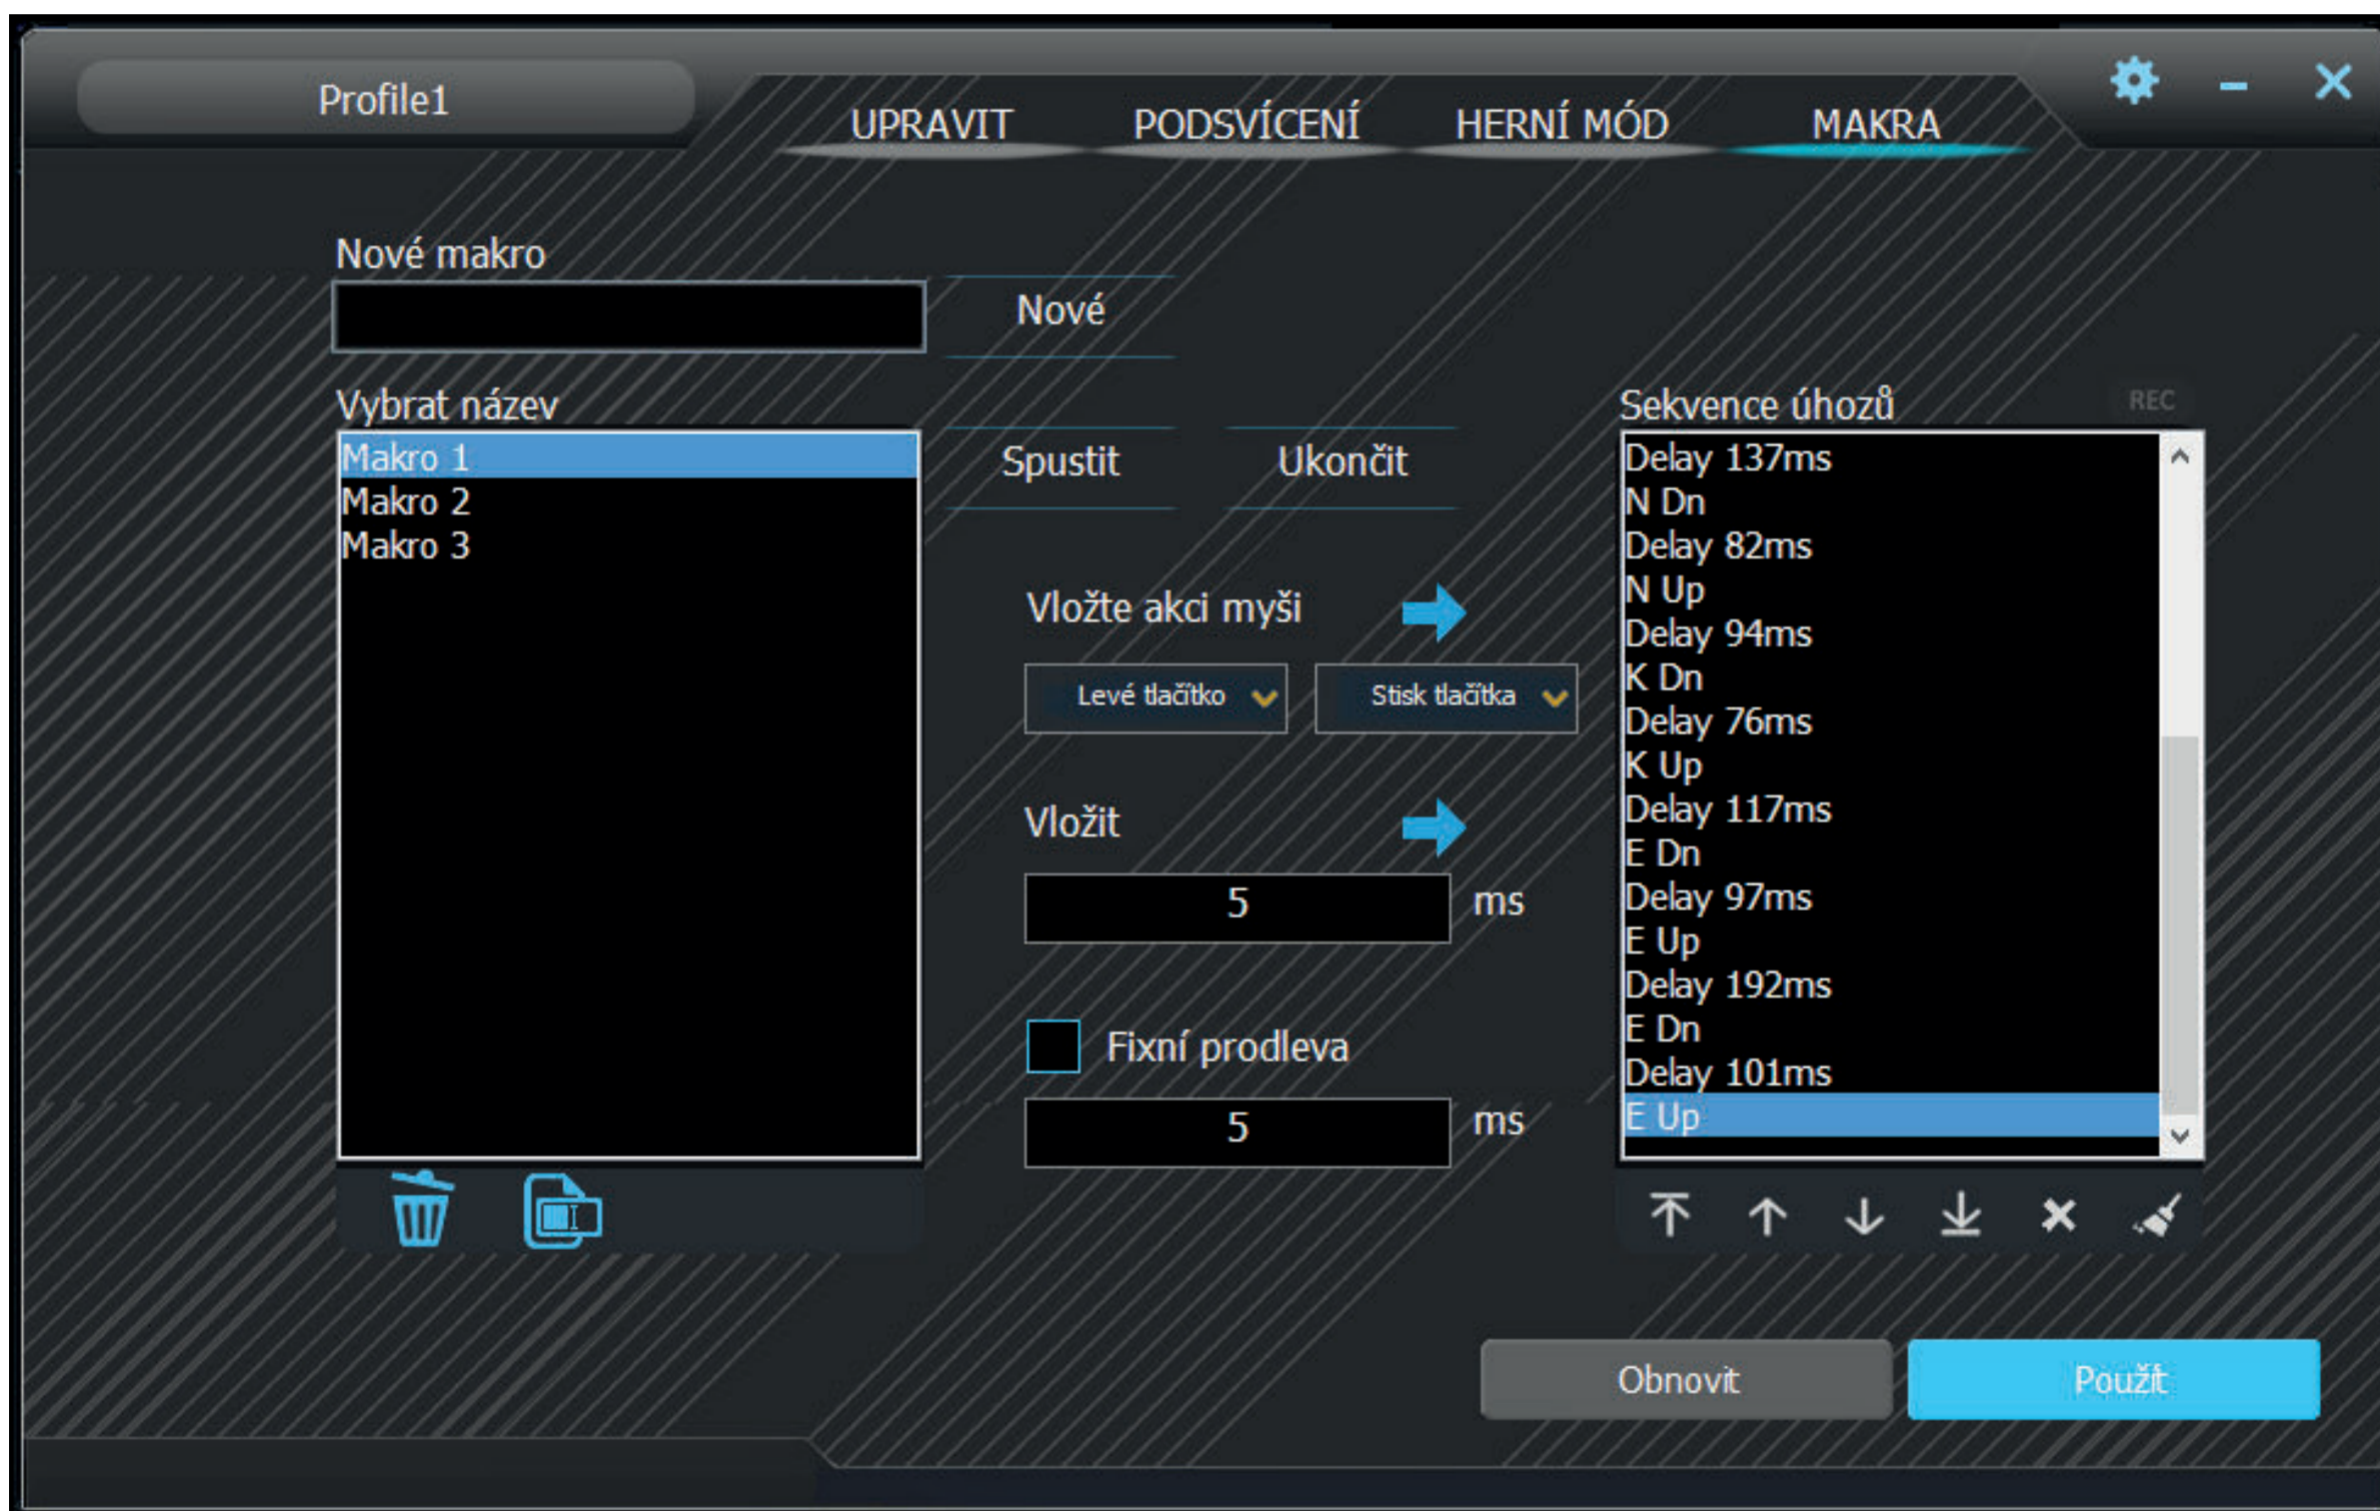 Profile1
UPRAVIT
PODSVÍCENÍ
HERNÍ MÓD
MAKRA
Nové makro
Nové
Vybrat název
Makro 1
Makro 2
Makro 3
Spustit
Ukončit
Vložte akci myši
Levé tlačítko
Stisk tlačítka
Vložit
5
ms
Fixní prodleva
5
ms
Sekvence úhozů
REC
Delay 137ms
N Dn
Delay 82ms
N Up
Delay 94ms
K Dn
Delay 76ms
K Up
Delay 117ms
E Dn
Delay 97ms
E Up
Delay 192ms
E Dn
Delay 101ms
E Up
Obnovit
Použít